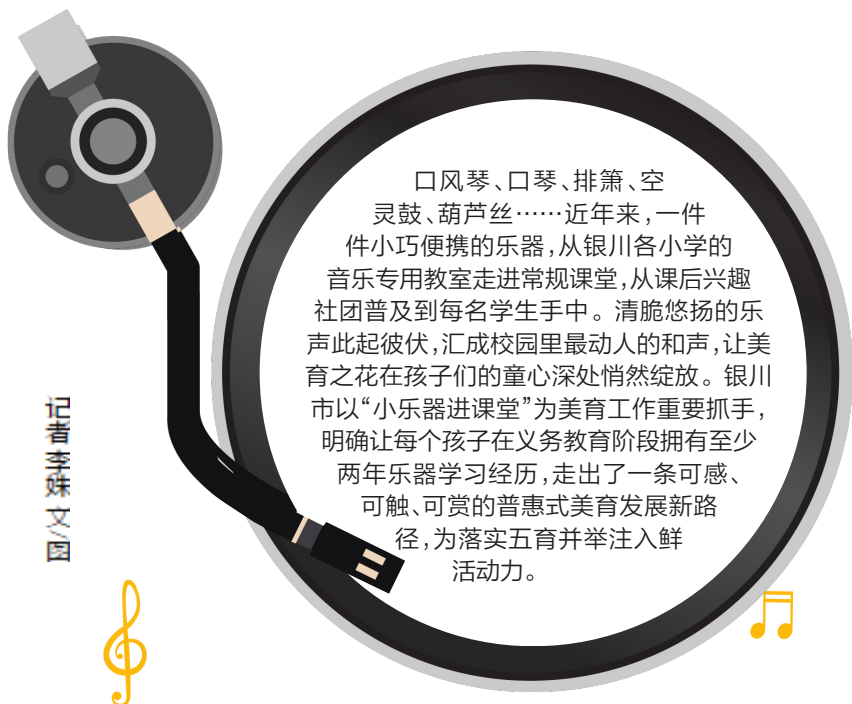 口风琴、口琴、排箫、空
灵鼓、葫芦丝……近年来,一件
件小巧便携的乐器,从银川各小学的
音乐专用教室走进常规课堂,从课后兴趣
社团普及到每名学生手中。清脆悠扬的乐
声此起彼伏,汇成校园里最动人的和声,让美
育之花在孩子们的童心深处悄然绽放。银川
市以“小乐器进课堂”为美育工作重要抓手,
明确让每个孩子在义务教育阶段拥有至少
两年乐器学习经历,走出了一条可感、
可触、可赏的普惠式美育发展新路
径,为落实五育并举注入鲜
活动力。
记者 李姝 文/图